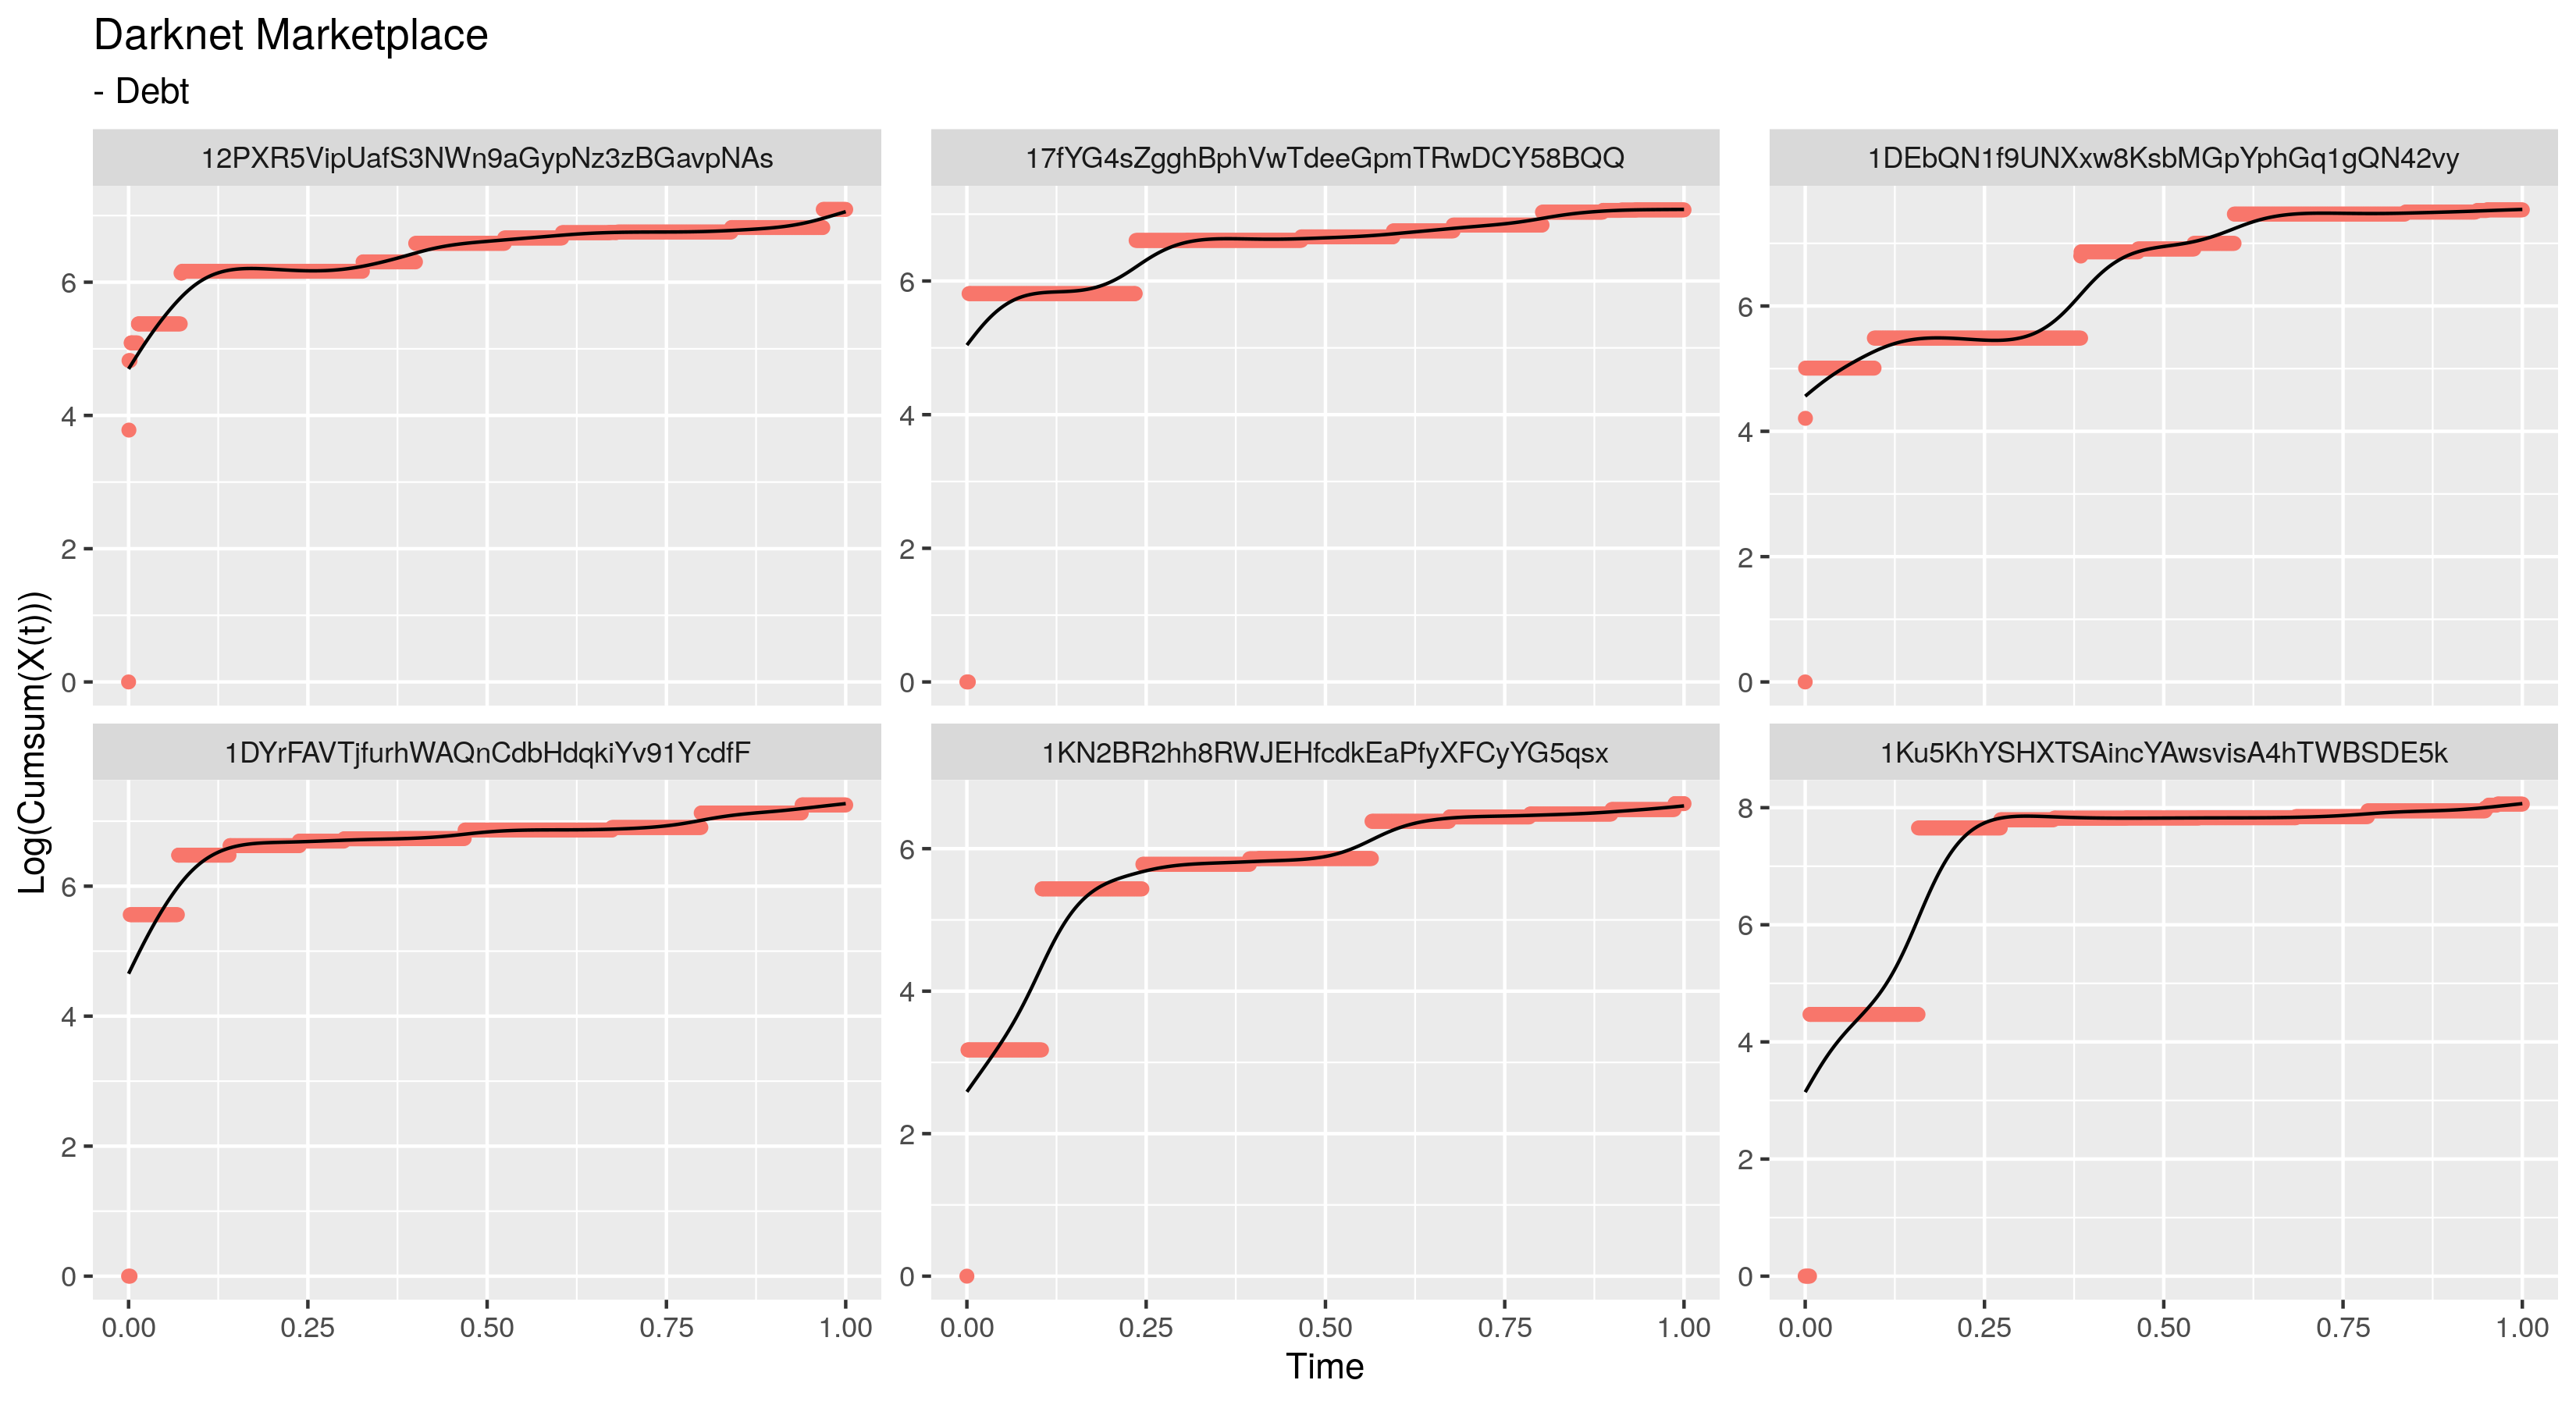 Darknet Marketplace
- Debt
12PXR5VipUafS3NWn9aGypNz3zBGavpNAs
17fYG4sZgghBphVwTdeeGpmTRwDCY58BQQ
1DEbQN1f9UNXxw8KsbMGpYphGq1gQN42vy
6
4
2
0
6
4
2
0
6
4
2
0
Log(Cumsum(X(t)))
1DYrFAVTjfurhWAQnCdbHdqkiYv91YcdfF
1KN2BR2hh8RWJEHfcdkEaPfyXFCyYG5qsx
1Ku5KhYSHXTSAincYAwsvisA4hTWBSDE5k
6
4
2
0
6
4
2
0
8
6
4
2
0
0.00 0.25 0.50 0.75 1.00
0.00 0.25 0.50 0.75 1.00
0.00 0.25 0.50 0.75 1.00
Time